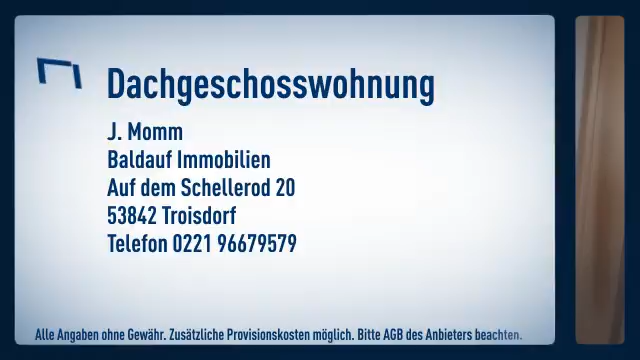 Dachgeschosswohnung
J. Momm
Baldauf Immobilien
Auf dem Schellerod 20
53842 Troisdorf
Telefon 0221 96679579
Alle Angaben ohne Gewähr. Zusätzliche Provisionskosten möglich. Bitte AGB des Anbieters beachten.